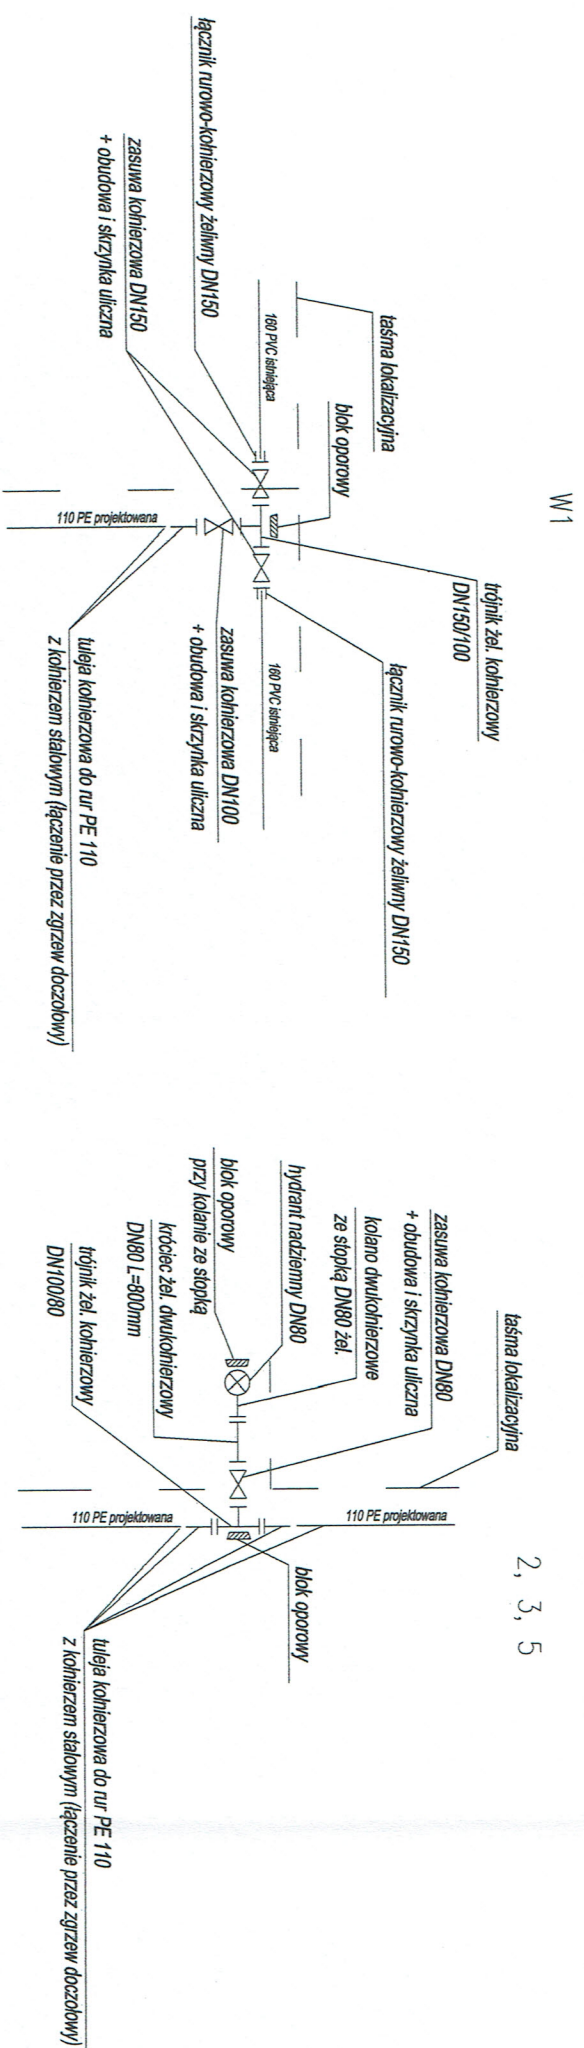 W1
taśma lokalizacyjna
trójnik żel. kołnierzowy
DN150/100
blok oporowy
łącznik rurowo-kołnierzowy żeliwny DN150
łącznik rurowo-kołnierzowy żeliwny DN150
160 PVC istniejąca
160 PVC istniejąca
zasuwa kołnierzowa DN150
+ obudowa i skrzynka uliczna
zasuwa kołnierzowa DN100
+ obudowa i skrzynka uliczna
110 PE projektowana
tuleja kołnierzowa do rur PE 110
z kołnierzem stalowym (łączenie przez zgrzew doczołowy)
2, 3, 5
taśma lokalizacyjna
zasuwa kołnierzowa DN80
+ obudowa i skrzynka uliczna
kolano dwukołnierzowe
ze stopką DN80 żel.
hydrant nadziemny DN80
blok oporowy
przy kolanie ze stopką
króciec żel. dwukołnierzowy
DN80 L=800mm
trójnik żel. kołnierzowy
DN100/80
110 PE projektowana
110 PE projektowana
blok oporowy
tuleja kołnierzowa do rur PE 110
z kołnierzem stalowym (łączenie przez zgrzew doczołowy)